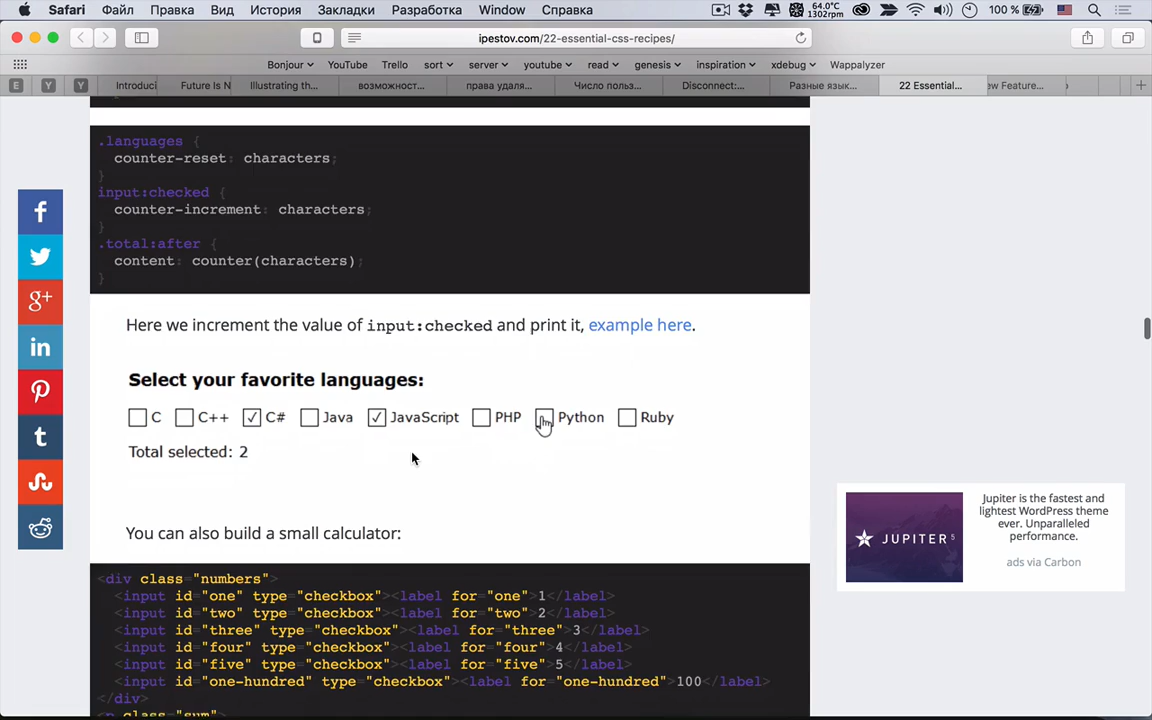 Safari Файл Правка Вид История Закладки Разработка Window Справка
64.0°C
1302rpm
100 %
ipestov.com/22-essential-css-recipes/
Bonjour YouTube Trello sort server youtube read genesis inspiration xdebug Wappalyzer
E Y Y Introduci Future Is N Illustrating th... возможност... права удаля... Число польз... Disconnect:... Разные язык... 22 Essential... ew Feature...
.languages {
counter-reset: characters;
}
input:checked {
counter-increment: characters;
}
.total:after {
content: counter(characters);
}
Here we increment the value of input:checked and print it, example here.
Select your favorite languages:
C C++ C# Java JavaScript PHP Python Ruby
Total selected: 2
You can also build a small calculator:
<div class="numbers">
<input id="one" type="checkbox"><label for="one">1</label>
<input id="two" type="checkbox"><label for="two">2</label>
<input id="three" type="checkbox"><label for="three">3</label>
<input id="four" type="checkbox"><label for="four">4</label>
<input id="five" type="checkbox"><label for="five">5</label>
<input id="one-hundred" type="checkbox"><label for="one-hundred">100</label>
</div>
<p class="sum">
f
g+
in
t
JUPITER 5
Jupiter is the fastest and
lightest WordPress theme
ever. Unparalleled
performance.
ads via Carbon